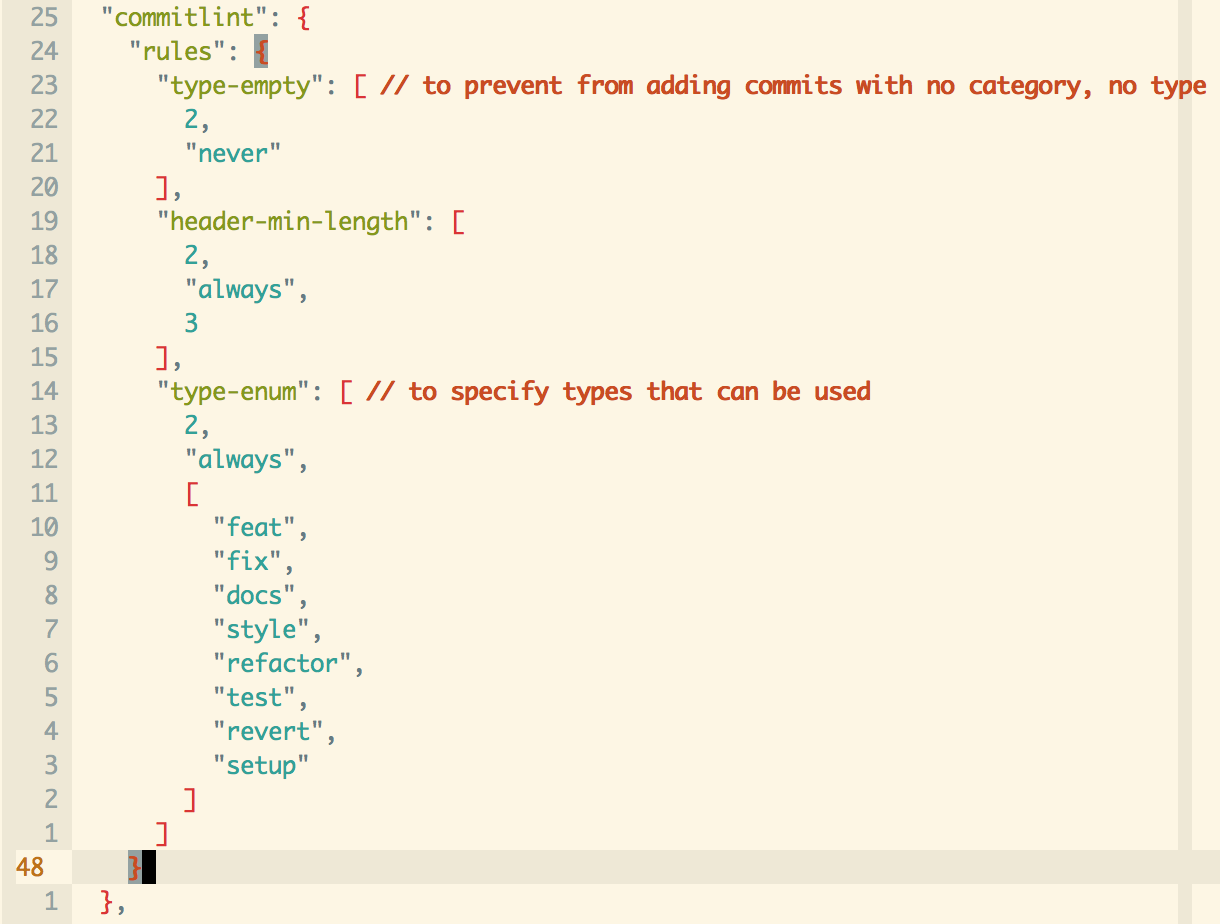 25   "commitlint": {
24     "rules": {
23       "type-empty": [ // to prevent from adding commits with no category, no type
22         2,
21         "never"
20       ],
19       "header-min-length": [
18         2,
17         "always",
16         3
15       ],
14       "type-enum": [ // to specify types that can be used
13         2,
12         "always",
11         [
10           "feat",
9           "fix",
8           "docs",
7           "style",
6           "refactor",
5           "test",
4           "revert",
3           "setup"
2         ]
1       ]
48     }
1   },